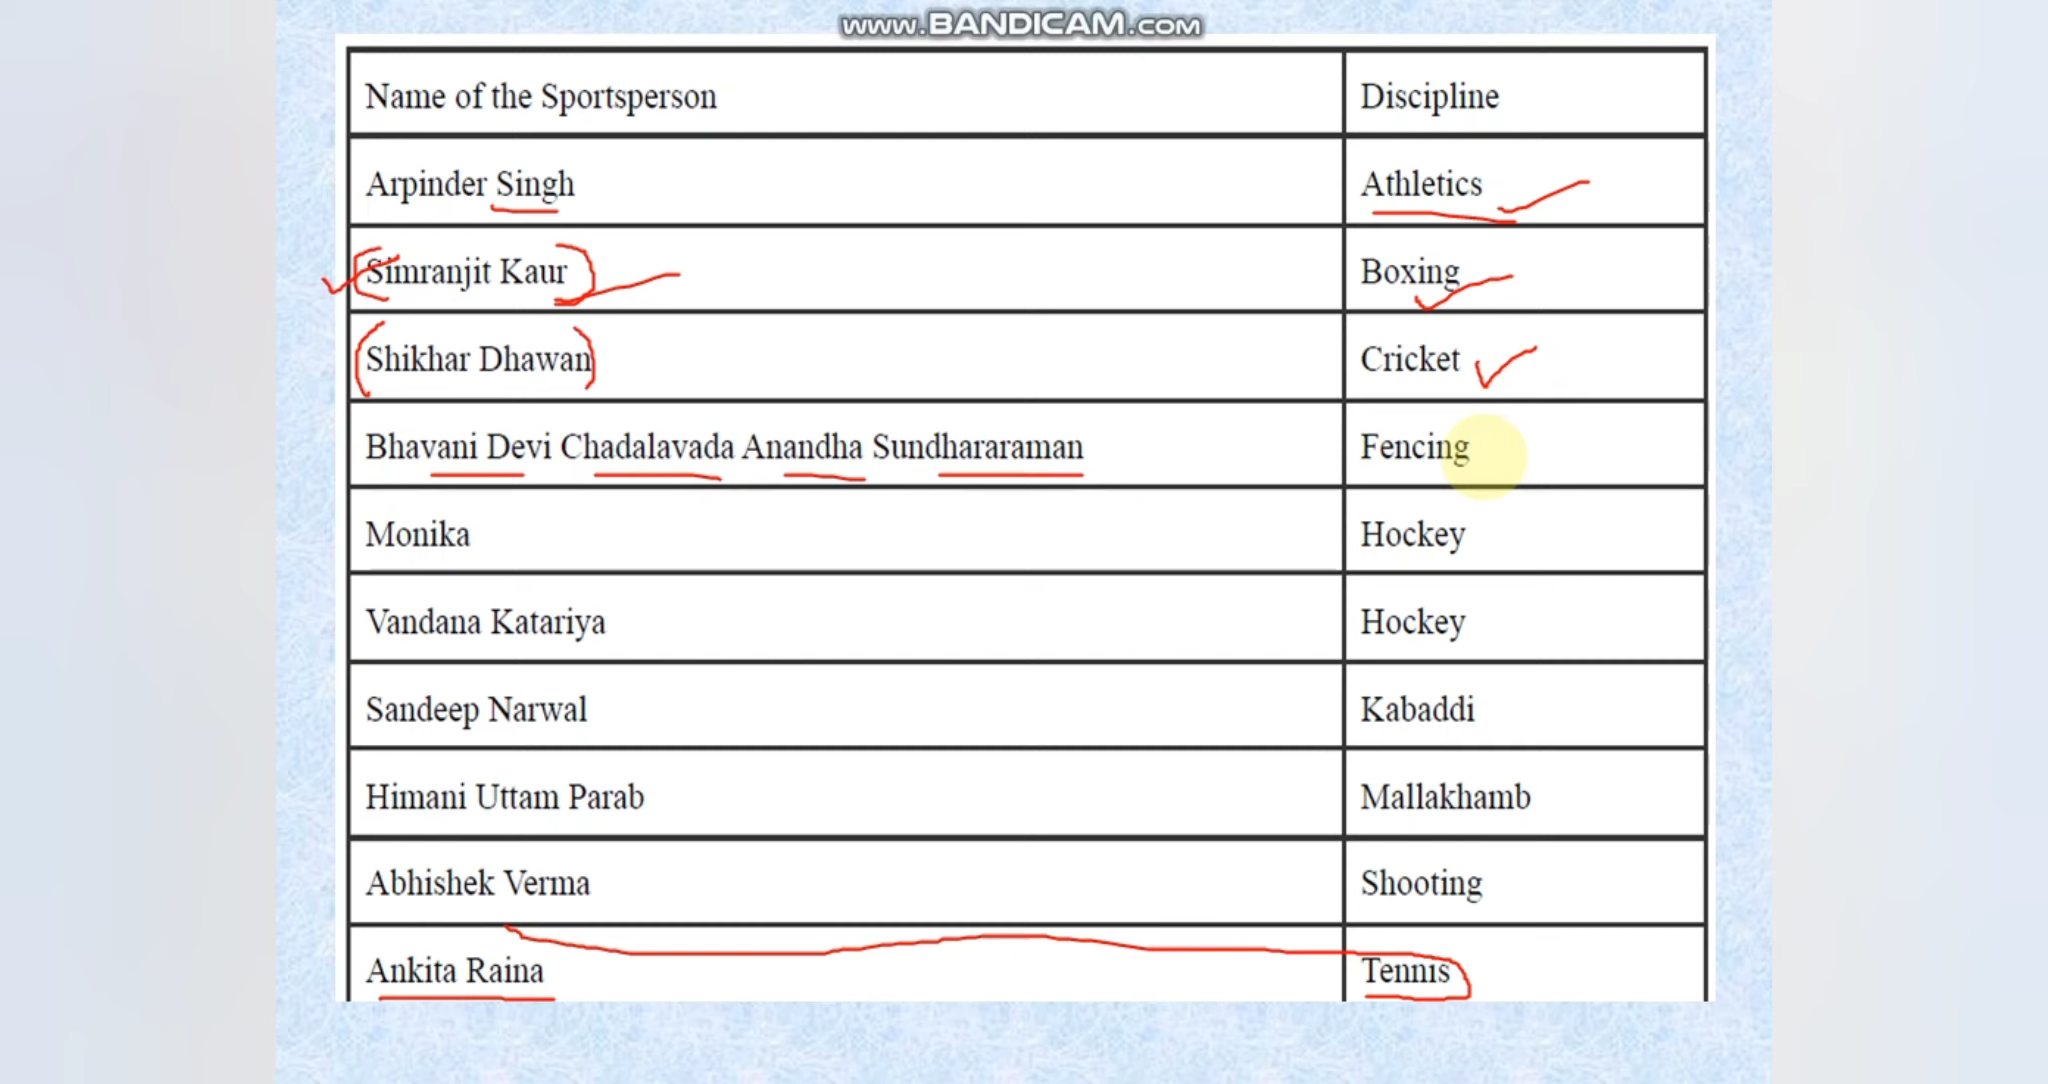 www.BANDICAM.com
Name of the Sportsperson Discipline
Arpinder Singh Athletics
Simranjit Kaur Boxing
Shikhar Dhawan Cricket
Bhavani Devi Chadalavada Anandha Sundhararaman Fencing
Monika Hockey
Vandana Katariya Hockey
Sandeep Narwal Kabaddi
Himani Uttam Parab Mallakhamb
Abhishek Verma Shooting
Ankita Raina Tennis